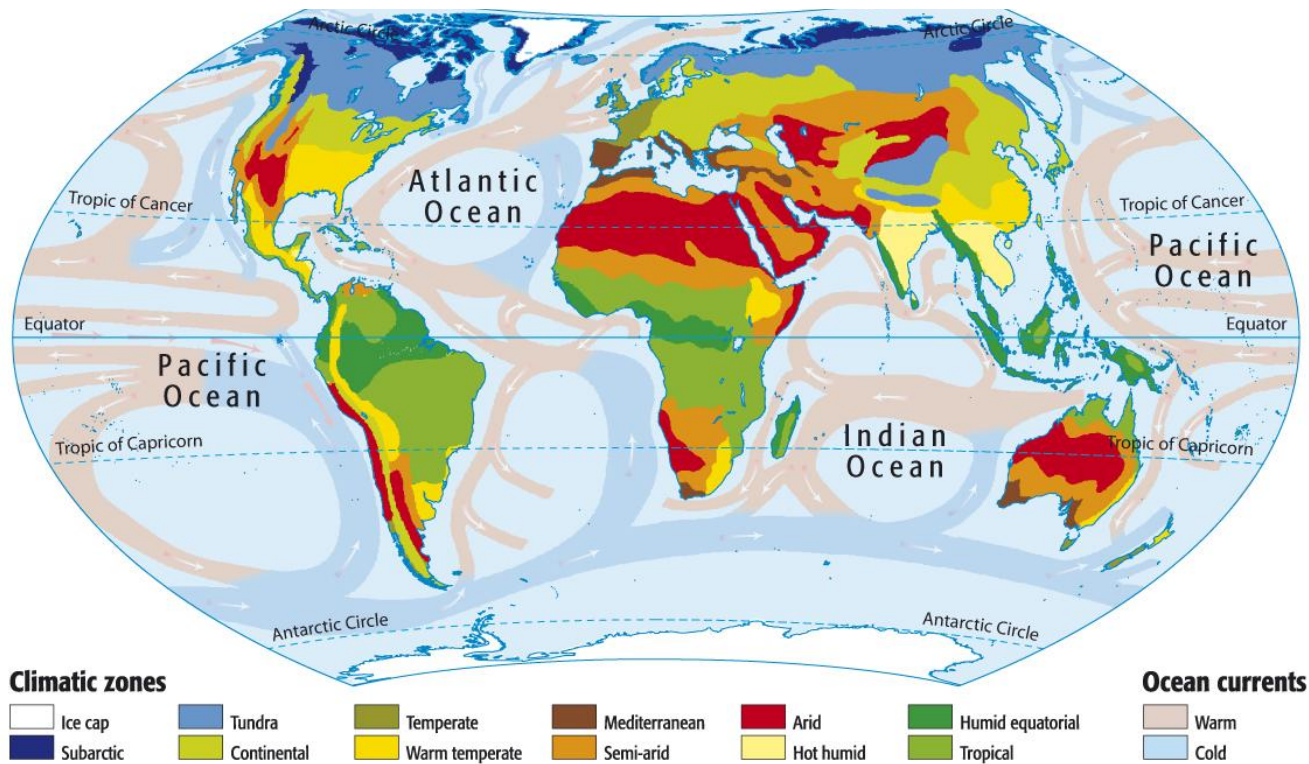 Arctic Circle
Arctic Circle
Atlantic
Ocean
Tropic of Cancer
Tropic of Cancer
Pacific
Ocean
Equator
Equator
Pacific
Ocean
Tropic of Capricorn
Indian
Ocean
Tropic of Capricorn
Antarctic Circle
Antarctic Circle
Climatic zones
Ice cap
Tundra
Temperate
Mediterranean
Arid
Humid equatorial
Subarctic
Continental
Warm temperate
Semi-arid
Hot humid
Tropical
Ocean currents
Warm
Cold